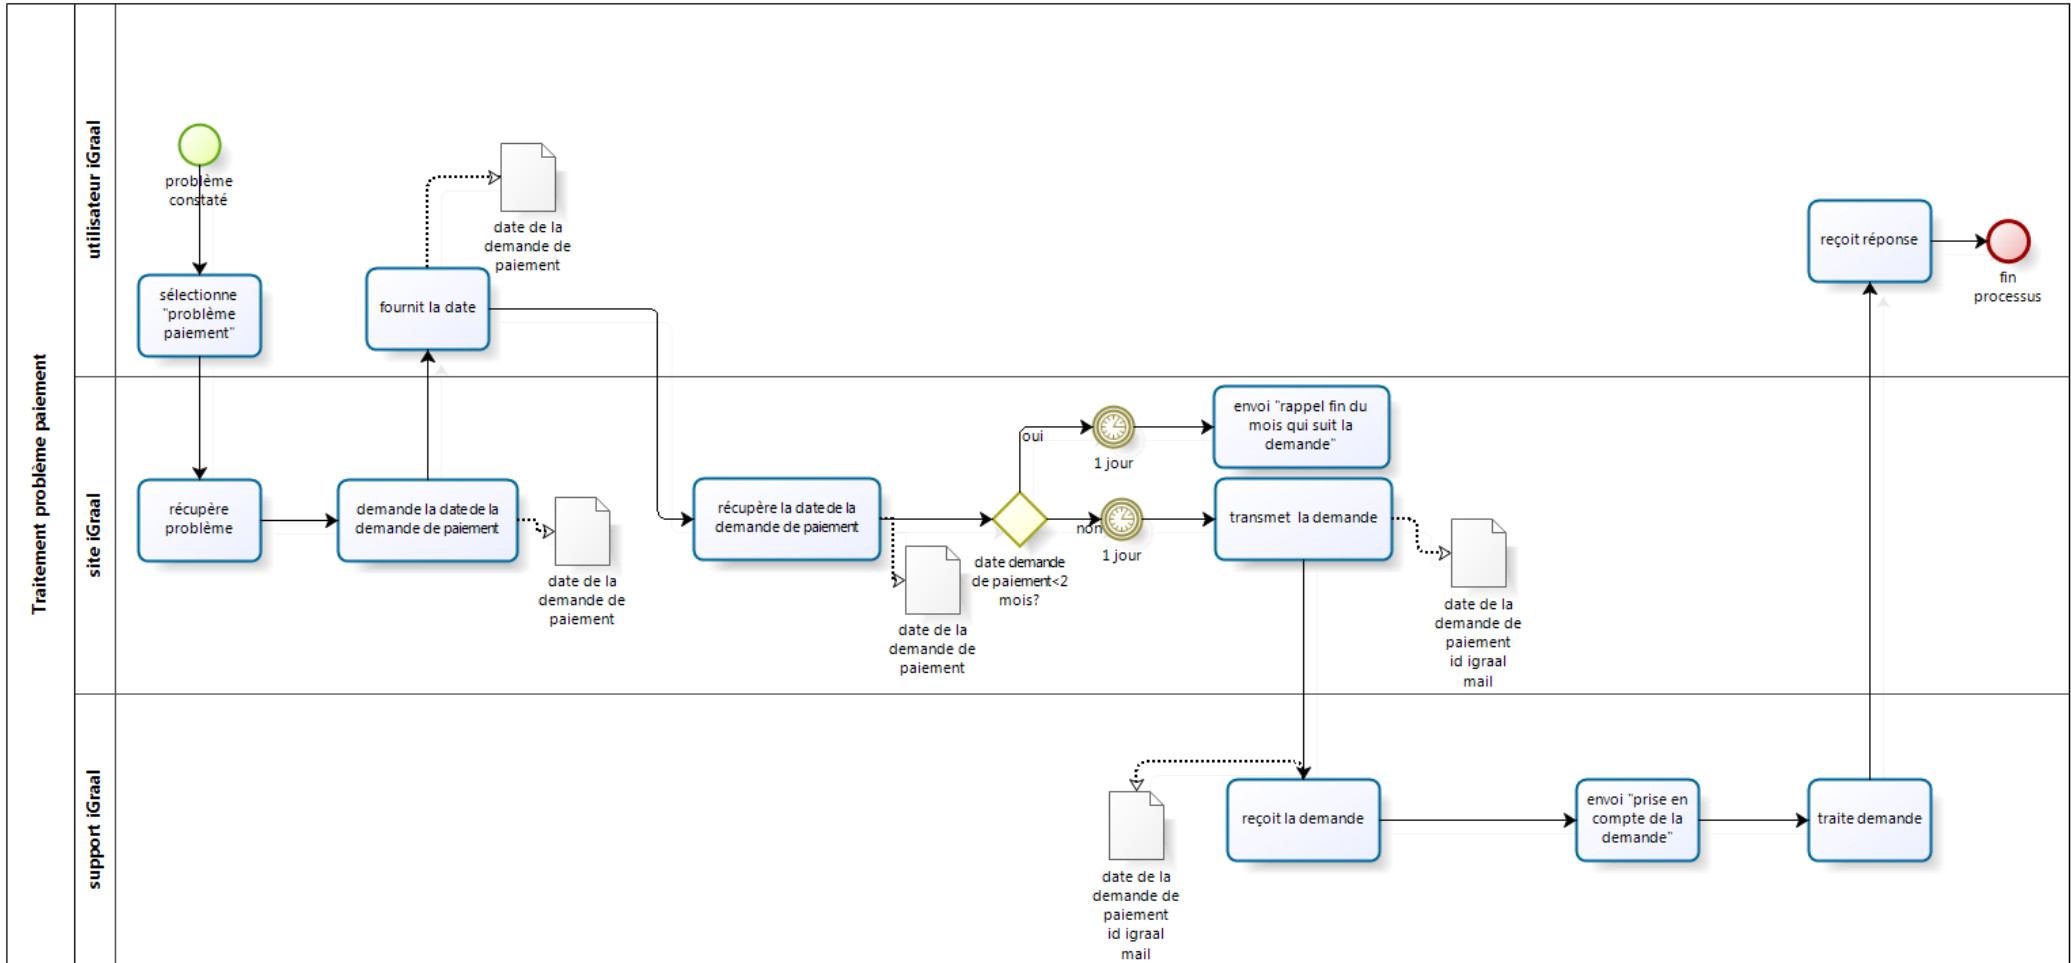 Traitement problème paiement
utilisateur iGraal
problème
constaté
sélectionne
"problème
paiement"
fournit la date
date de la
demande de
paiement
reçoit réponse
fin
processus
site iGraal
récupère
problème
demande la date de la
demande de paiement
date de la
demande de
paiement
récupère la date de la
demande de paiement
date de la
demande de
paiement
date demande
de paiement<2
mois?
oui
1 jour
envoi "rappel fin du
mois qui suit la
demande"
non
1 jour
transmet la demande
date de la
demande de
paiement
id igraal
mail
support iGraal
date de la
demande de
paiement
id igraal
mail
reçoit la demande
envoi "prise en
compte de la
demande"
traite demande